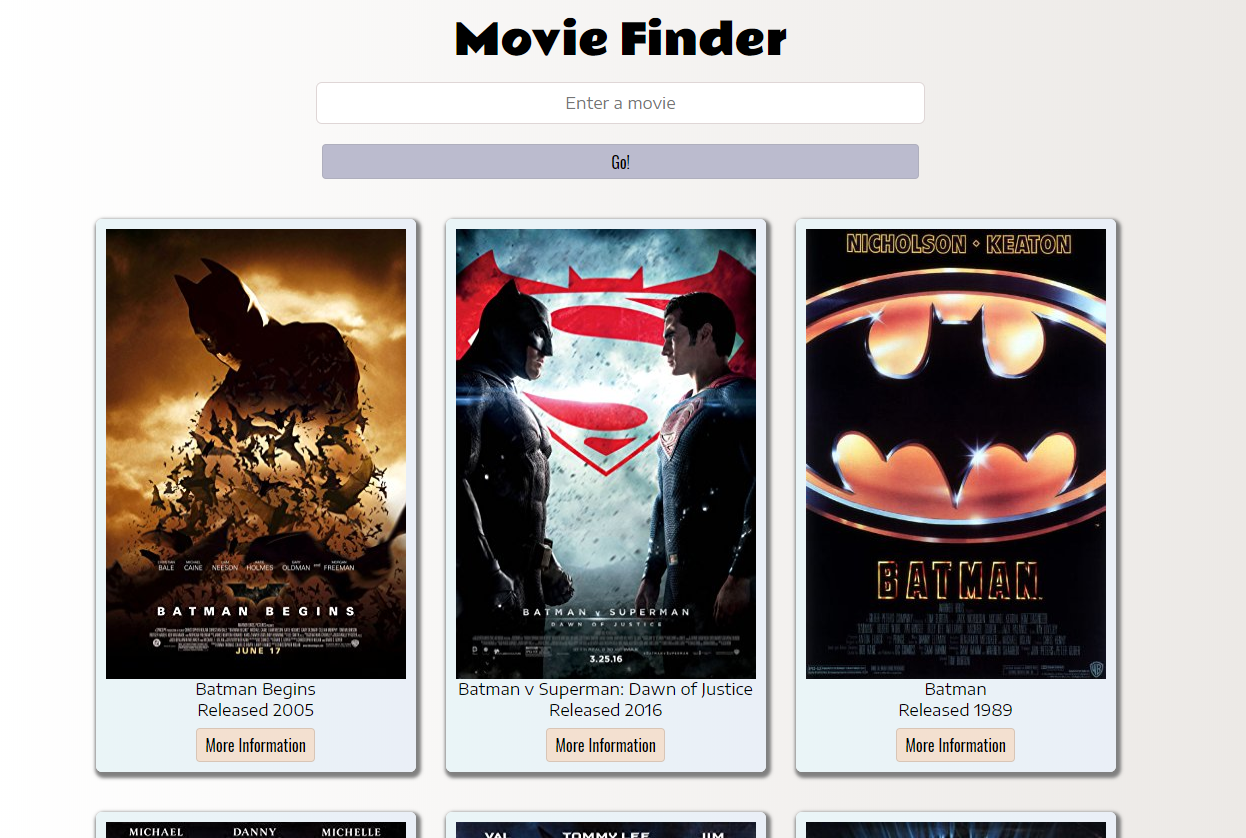 Movie Finder
Enter a movie
Go!
NICHOLSON • KEATON
BALE CAINE NEESON HOLMES OLDMAN FREEMAN
BATMAN BEGINS
JUNE 17
BATMAN v SUPERMAN
DAWN OF JUSTICE
3.25.16
BATMAN
Batman Begins
Released 2005
More Information
Batman v Superman: Dawn of Justice
Released 2016
More Information
Batman
Released 1989
More Information
MICHAEL DANNY MICHELLE
VAL TOMMY LEE JIM